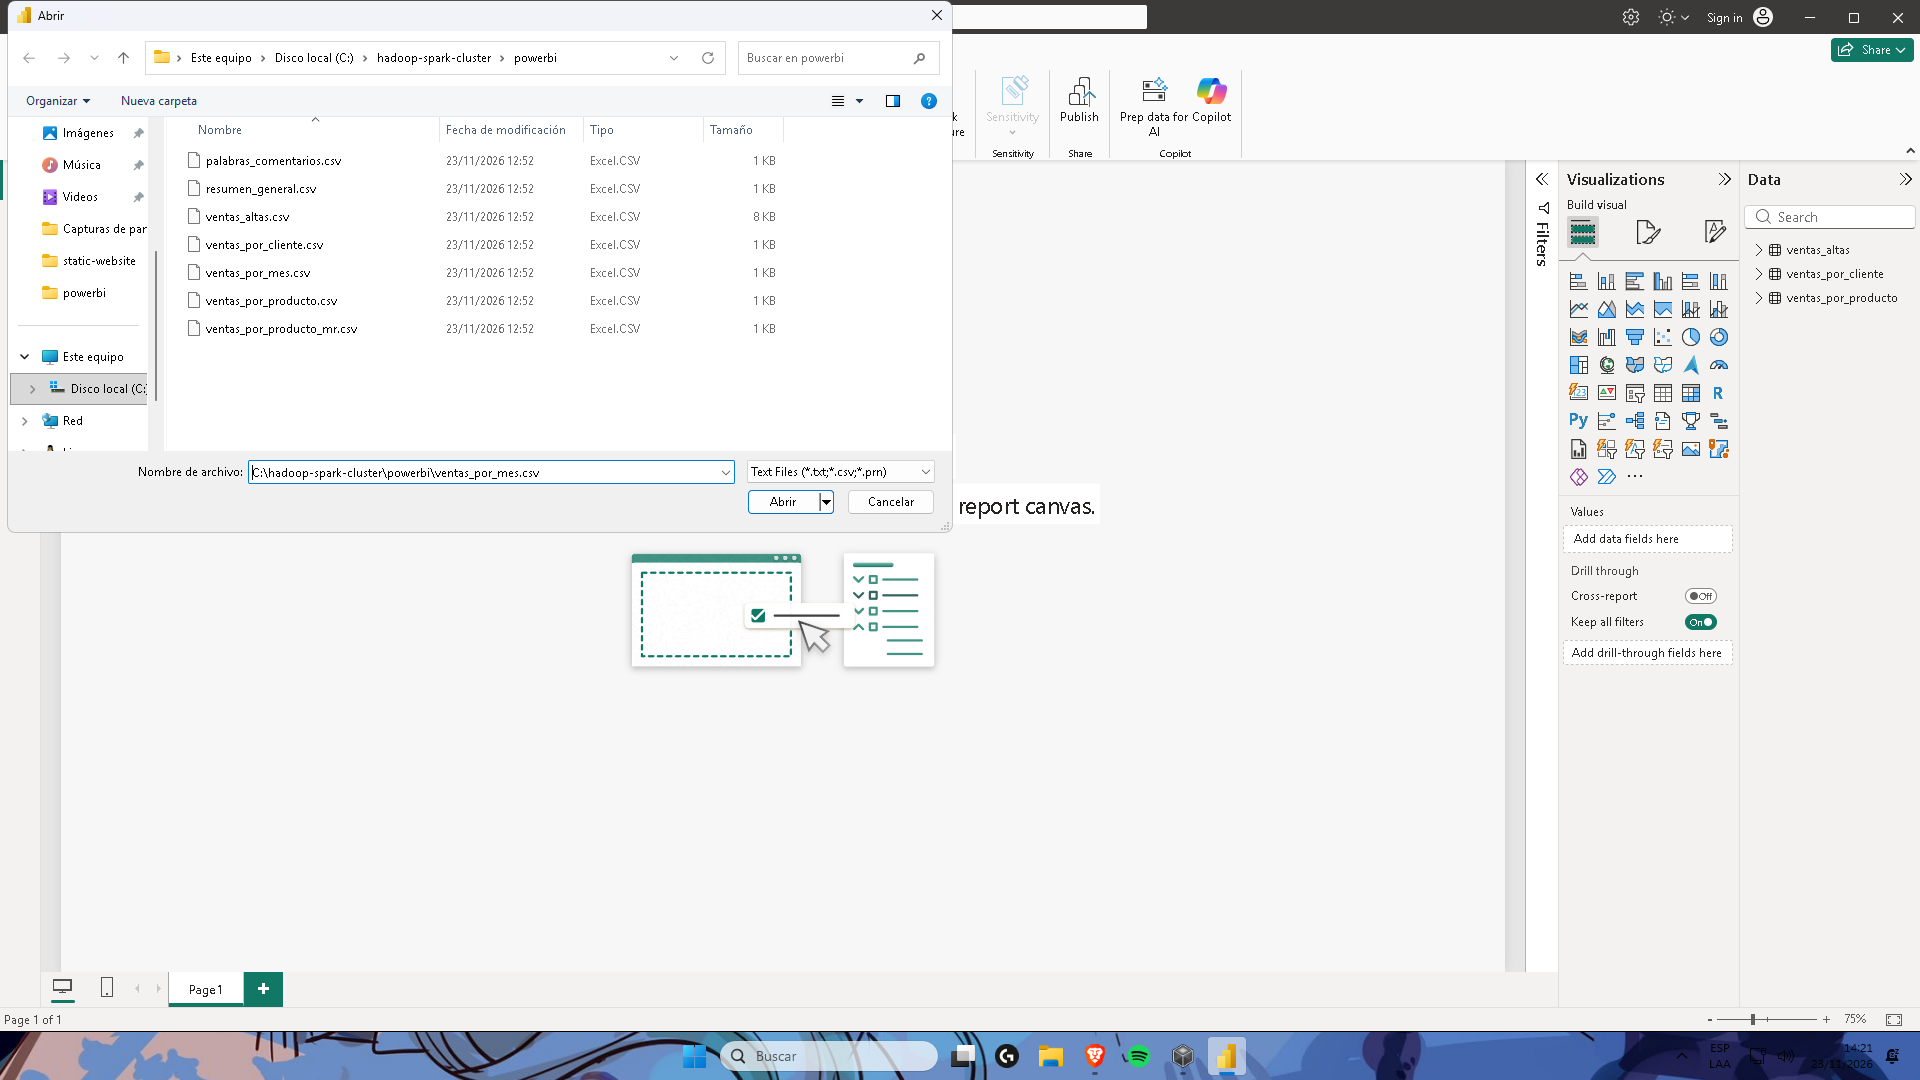 Abrir
Sign in
Este equipo
Disco local (C:)
hadoop-spark-cluster
powerbi
Buscar en powerbi
Share
Organizar
Nueva carpeta
Imágenes
Música
Videos
Capturas de par
static-website
powerbi
Este equipo
Disco local (C:
Red
Nombre
Fecha de modificación
Tipo
Tamaño
palabras_comentarios.csv 23/11/2026 12:52 Excel.CSV 1 KB
resumen_general.csv 23/11/2026 12:52 Excel.CSV 1 KB
ventas_altas.csv 23/11/2026 12:52 Excel.CSV 8 KB
ventas_por_cliente.csv 23/11/2026 12:52 Excel.CSV 1 KB
ventas_por_mes.csv 23/11/2026 12:52 Excel.CSV 1 KB
ventas_por_producto.csv 23/11/2026 12:52 Excel.CSV 1 KB
ventas_por_producto_mr.csv 23/11/2026 12:52 Excel.CSV 1 KB
Nombre de archivo:
C:\hadoop-spark-cluster\powerbi\ventas_por_mes.csv
Text Files (*.txt;*.csv;*.prn)
Abrir
Cancelar
k
ure
Sensitivity
Sensitivity
Publish
Share
Prep data for
AI
Copilot
Copilot
report canvas.
Filters
Visualizations
Build visual
R
Py
123
Values
Add data fields here
Drill through
Cross-report
Off
Keep all filters
On
Add drill-through fields here
Data
Search
ventas_altas
ventas_por_cliente
ventas_por_producto
Page1
+
Page 1 of 1
-
+
75%
Buscar
ESP
LAA
14:21
23/11/2026